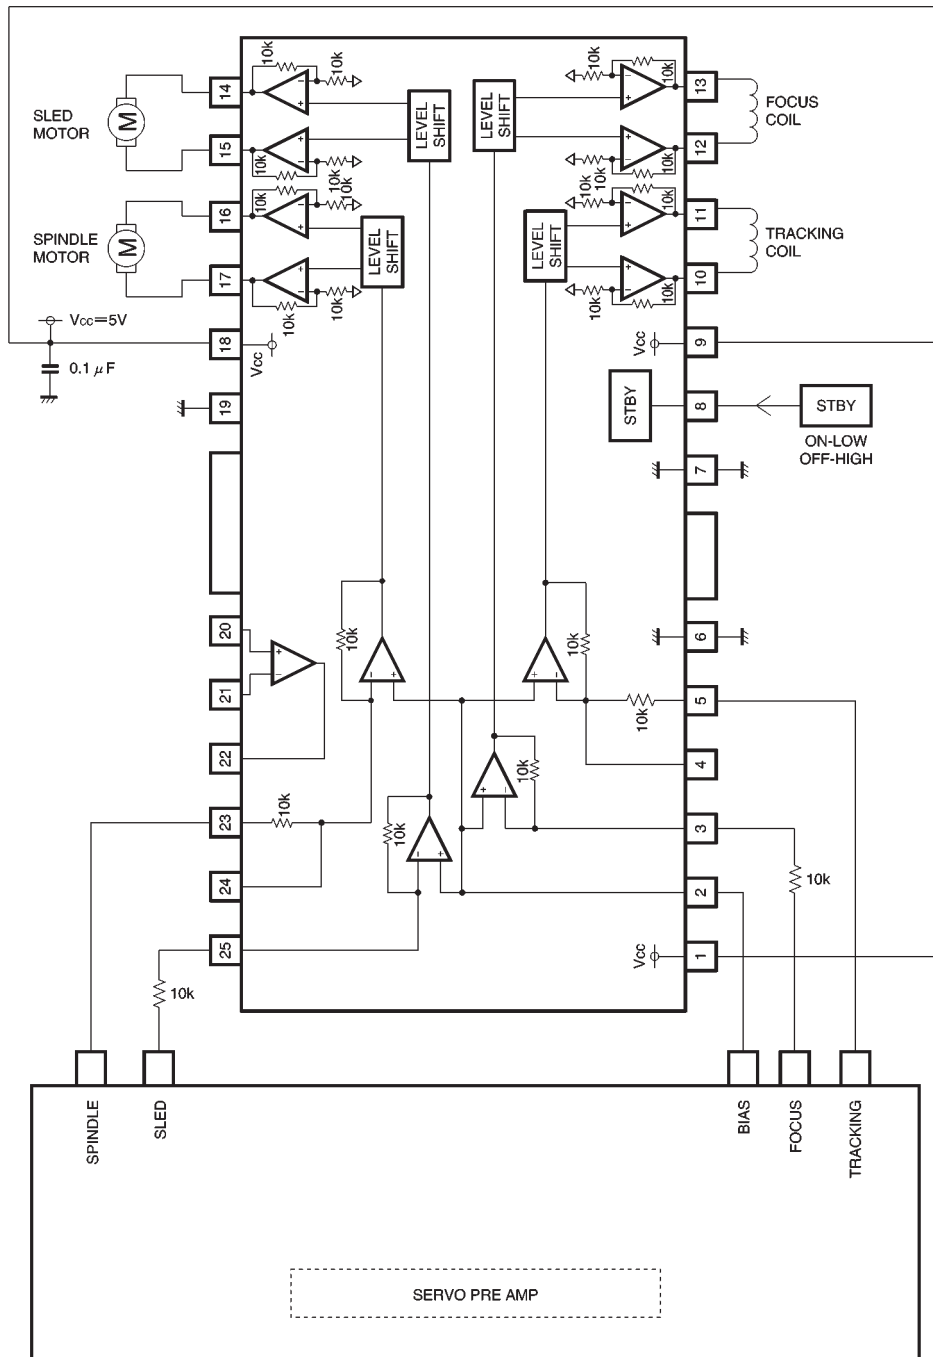 10k
10k
10k
10k
14
13
SLED
MOTOR
M
LEVEL
SHIFT
LEVEL
SHIFT
FOCUS
COIL
15
12
10k
10k
10k
10k
10k
10k
10k
10k
16
11
SPINDLE
MOTOR
M
LEVEL
SHIFT
LEVEL
SHIFT
TRACKING
COIL
17
10
10k
10k
10k
10k
Vcc=5V
18
Vcc
Vcc
9
0.1 μF
19
STBY
8
STBY
ON-LOW
OFF-HIGH
7
20
10k
10k
6
21
5
10k
22
4
10k
23
10k
10k
3
24
2
10k
25
Vcc
1
10k
SPINDLE
SLED
BIAS
FOCUS
TRACKING
SERVO PRE AMP